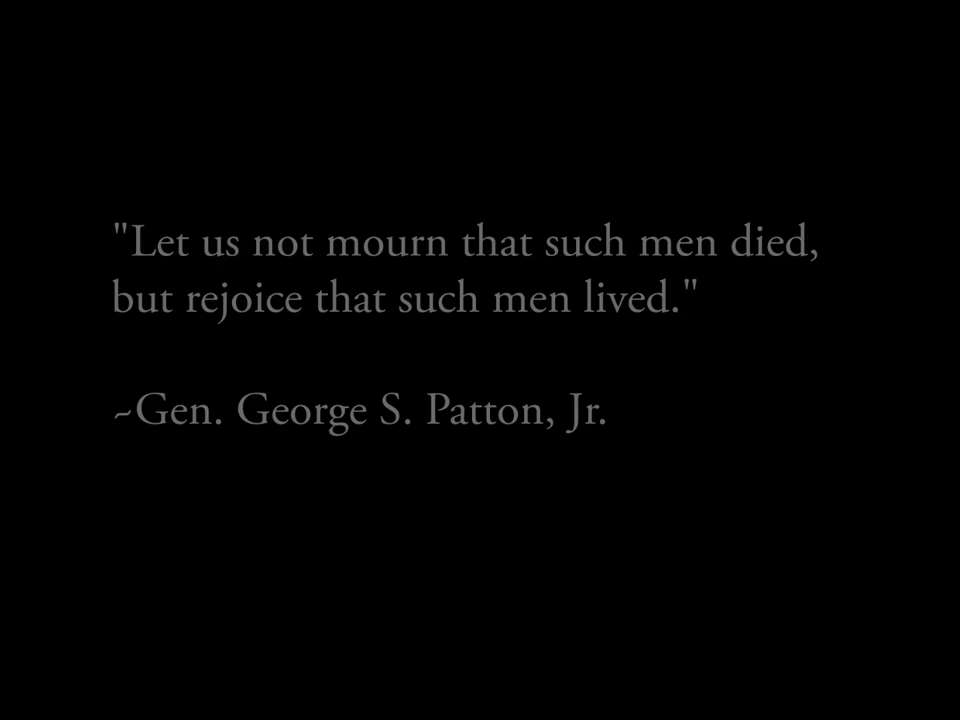 "Let us not mourn that such men died,
but rejoice that such men lived."
~Gen. George S. Patton, Jr.